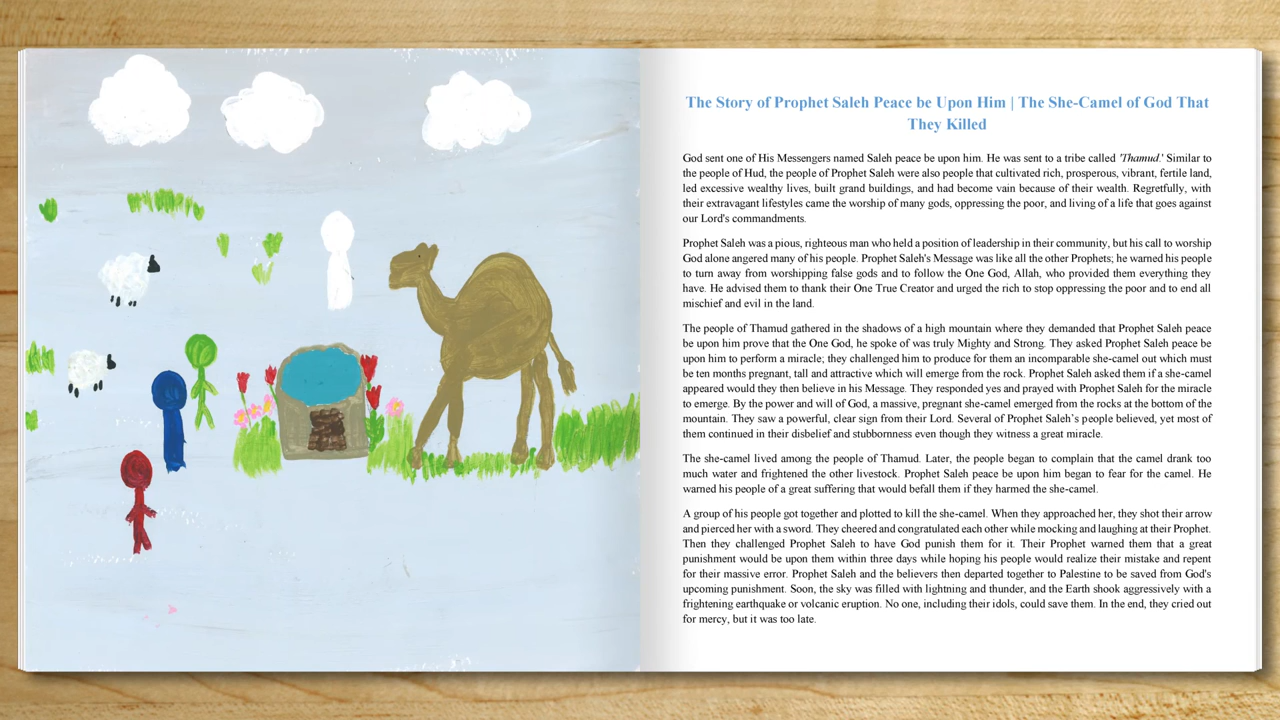 The Story of Prophet Saleh Peace be Upon Him | The She-Camel of God That
They Killed
God sent one of His Messengers named Saleh peace be upon him. He was sent to a tribe called 'Thamud.' Similar to
the people of Hud, the people of Prophet Saleh were also people that cultivated rich, prosperous, vibrant, fertile land,
led excessive wealthy lives, built grand buildings, and had become vain because of their wealth. Regretfully, with
their extravagant lifestyles came the worship of many gods, oppressing the poor, and living of a life that goes against
our Lord's commandments.
Prophet Saleh was a pious, righteous man who held a position of leadership in their community, but his call to worship
God alone angered many of his people. Prophet Saleh's Message was like all the other Prophets; he warned his people
to turn away from worshipping false gods and to follow the One God, Allah, who provided them everything they
have. He advised them to thank their One True Creator and urged the rich to stop oppressing the poor and to end all
mischief and evil in the land.
The people of Thamud gathered in the shadows of a high mountain where they demanded that Prophet Saleh peace
be upon him prove that the One God, he spoke of was truly Mighty and Strong. They asked Prophet Saleh peace be
upon him to perform a miracle; they challenged him to produce for them an incomparable she-camel out which must
be ten months pregnant, tall and attractive which will emerge from the rock. Prophet Saleh asked them if a she-camel
appeared would they then believe in his Message. They responded yes and prayed with Prophet Saleh for the miracle
to emerge. By the power and will of God, a massive, pregnant she-camel emerged from the rocks at the bottom of the
mountain. They saw a powerful, clear sign from their Lord. Several of Prophet Saleh's people believed, yet most of
them continued in their disbelief and stubbornness even though they witness a great miracle.
The she-camel lived among the people of Thamud. Later, the people began to complain that the camel drank too
much water and frightened the other livestock. Prophet Saleh peace be upon him began to fear for the camel. He
warned his people of a great suffering that would befall them if they harmed the she-camel.
A group of his people got together and plotted to kill the she-camel. When they approached her, they shot their arrow
and pierced her with a sword. They cheered and congratulated each other while mocking and laughing at their Prophet.
Then they challenged Prophet Saleh to have God punish them for it. Their Prophet warned them that a great
punishment would be upon them within three days while hoping his people would realize their mistake and repent
for their massive error. Prophet Saleh and the believers then departed together to Palestine to be saved from God's
upcoming punishment. Soon, the sky was filled with lightning and thunder, and the Earth shook aggressively with a
frightening earthquake or volcanic eruption. No one, including their idols, could save them. In the end, they cried out
for mercy, but it was too late.